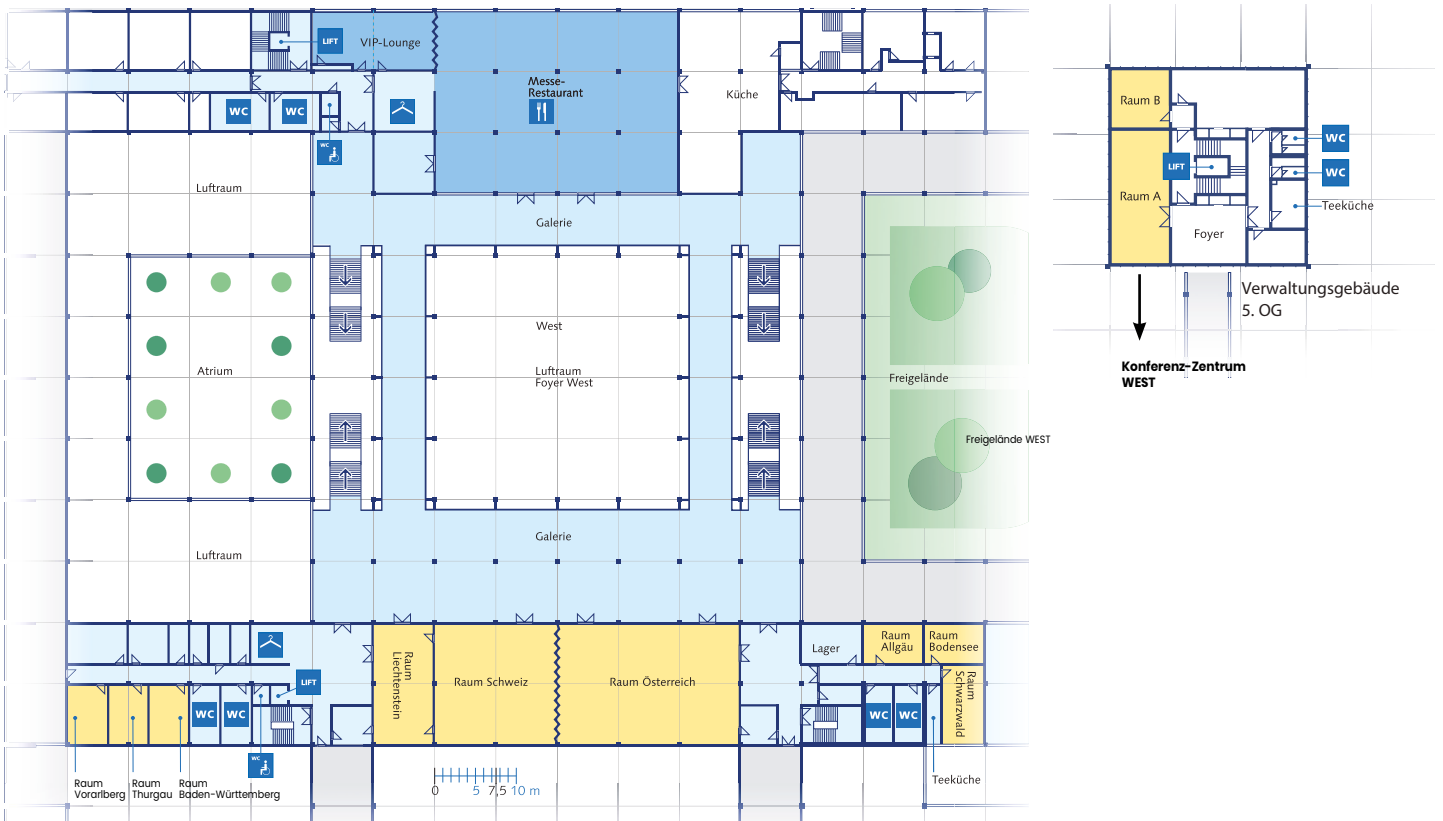 LIFT
VIP-Lounge
Messe-
Restaurant
Küche
WC
WC
2
WC
Luftraum
Galerie
West
Luftraum
Foyer West
Atrium
Freigelände
Freigelände WEST
Luftraum
Galerie
2
Raum
Liechtenstein
Raum Schweiz
Raum Österreich
Lager
Raum
Allgäu
Raum
Bodensee
Raum
Schwarzwald
LIFT
WC
WC
WC
WC
WC
Raum
Vorarlberg
Raum
Thurgau
Raum
Baden-Württemberg
0 5 7,5 10 m
Teeküche
Raum B
WC
LIFT
WC
Raum A
Teeküche
Foyer
Verwaltungsgebäude
5. OG
Konferenz-Zentrum
WEST